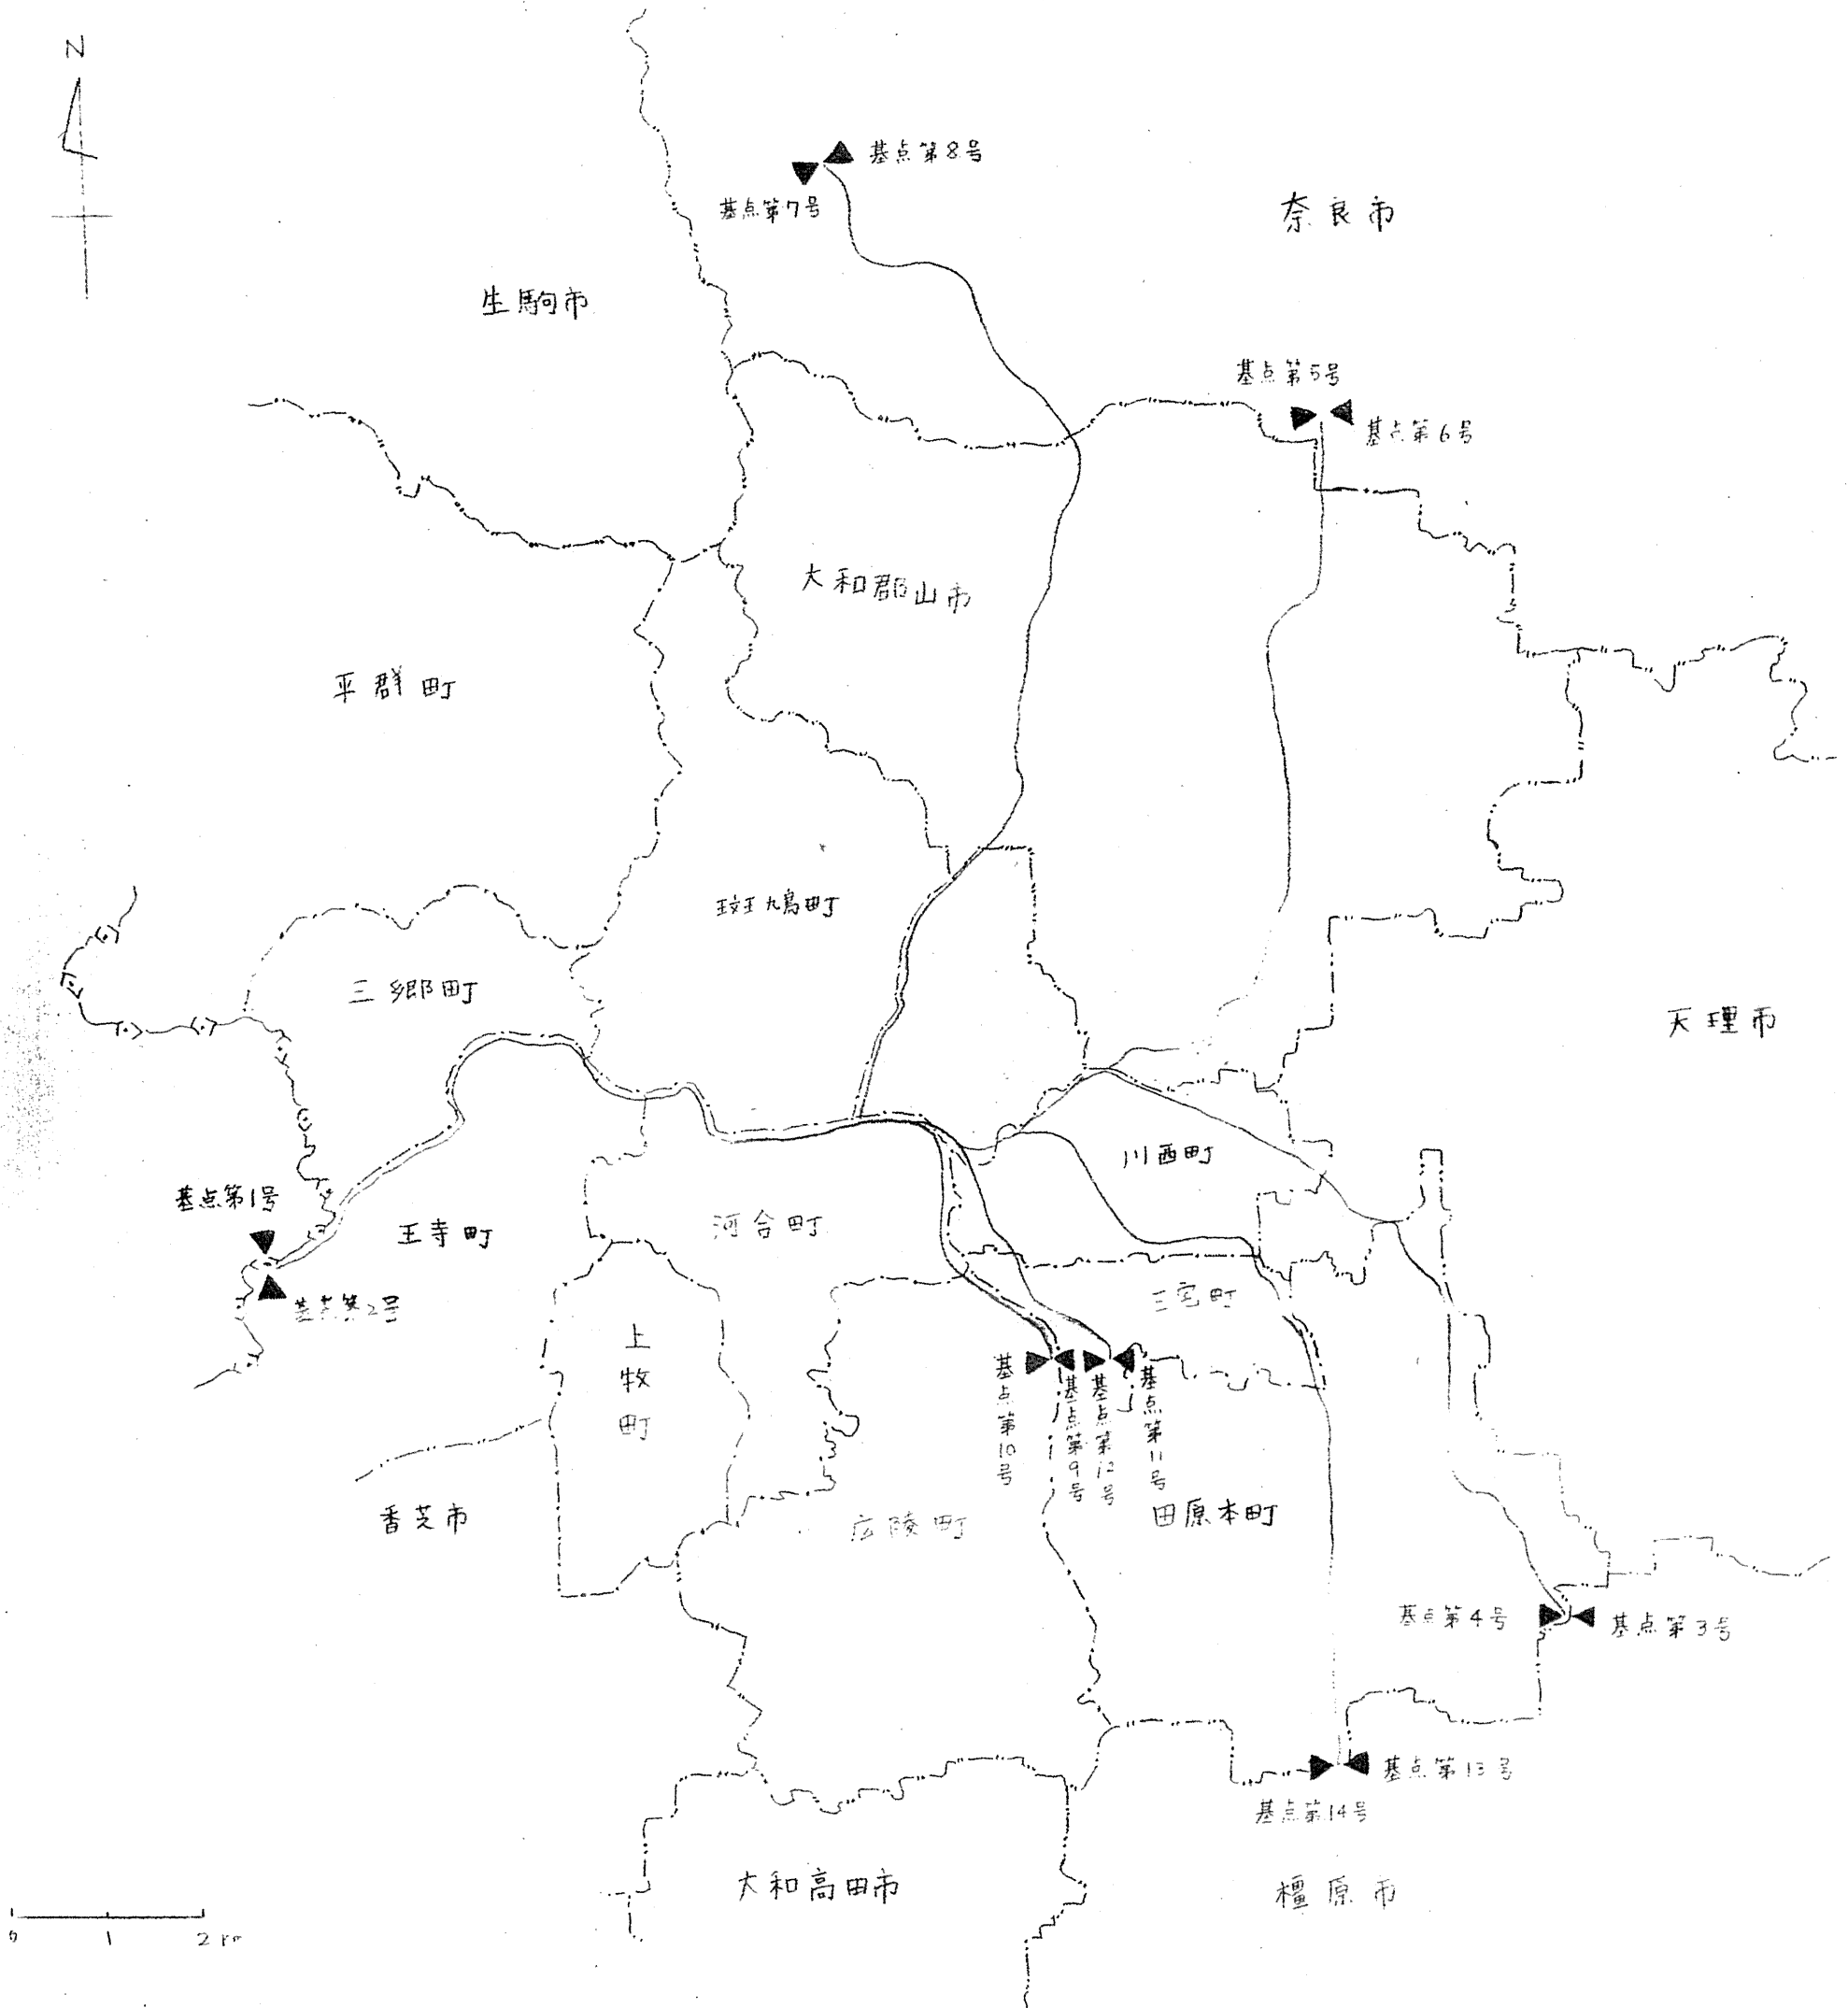 N
基点第8号
基点第7号
奈良市
生駒市
基点第5号
基点第6号
大和郡山市
平群町
斑鳩町
三郷町
天理市
川西町
基点第1号
王寺町
河合町
基点第2号
三宅町
上牧町
基点第10号
基点第9号
基点第12号
基点第11号
香芝市
広陵町
田原本町
基点第4号
基点第3号
基点第13号
基点第14号
大和高田市
橿原市
0 1 2